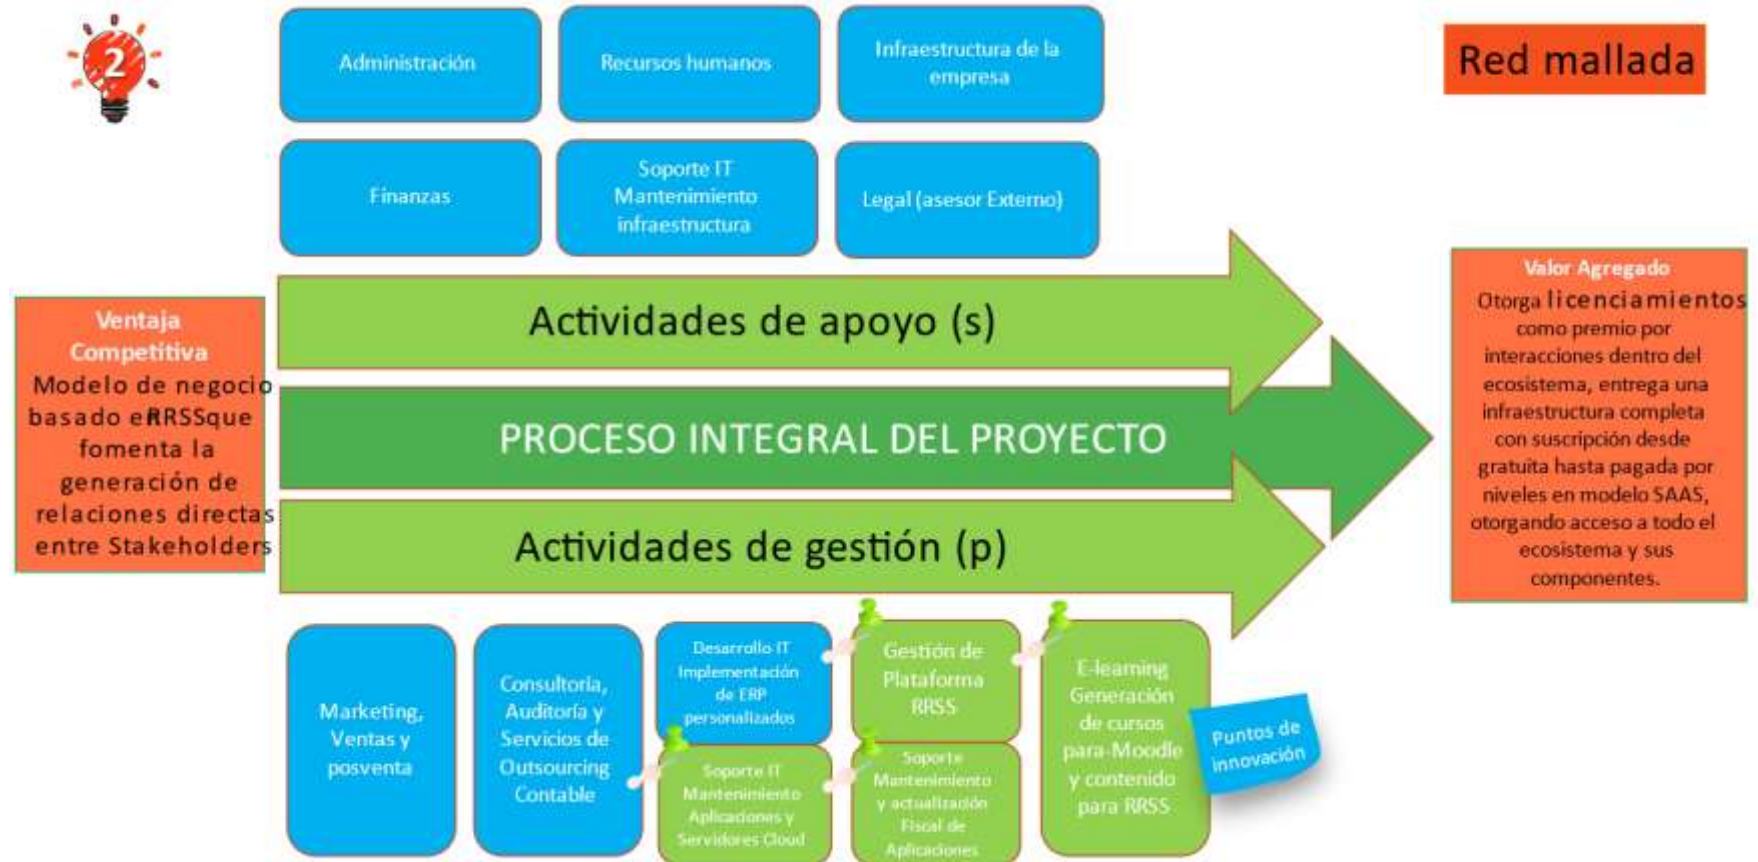 2
Administración
Recursos humanos
Infraestructura de la
empresa
Red mallada
Finanzas
Soporte IT
Mantenimiento
infraestructura
Legal (asesor Externo)
Ventaja
Competitiva
Modelo de negocio
basado en RRSS que
fomenta la
generación de
relaciones directas
entre Stakeholders
Actividades de apoyo (s)
PROCESO INTEGRAL DEL PROYECTO
Actividades de gestión (p)
Valor Agregado
Otorga licenciamientos
como premio por
interacciones dentro del
ecosistema, entrega una
infraestructura completa
con suscripción desde
gratuita hasta pagada por
niveles en modelo SAAS,
otorgando acceso a todo el
ecosistema y sus
componentes.
Marketing,
Ventas y
posventa
Consultoría,
Auditoría y
Servicios de
Outsourcing
Contable
Desarrollo IT
Implementación
de ERP
personalizados
Soporte IT
Mantenimiento
Aplicaciones y
Servidores Cloud
Gestión de
Plataforma
RRSS
Soporte
Mantenimiento
y actualización
Fiscal de
Aplicaciones
E-learning
Generación
de cursos
para-Moodle
y contenido
para RRSS
Puntos de
innovación